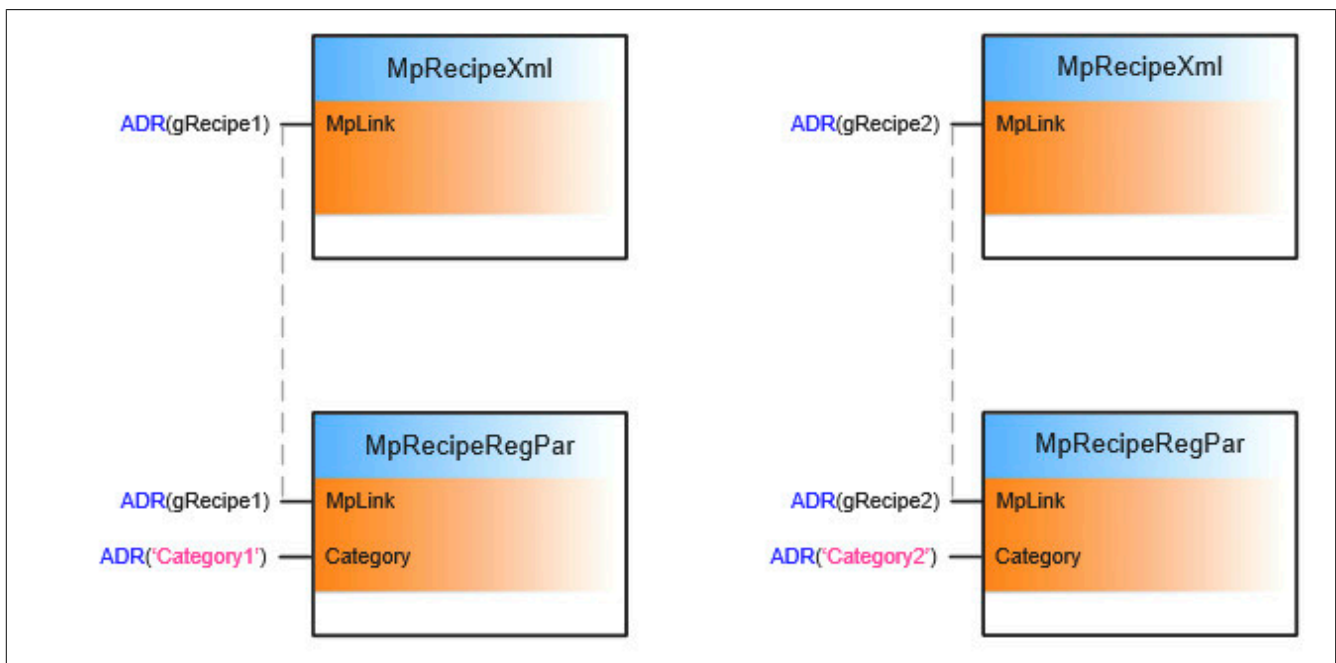 MpRecipeXml
ADR(gRecipe1) MpLink
MpRecipeXml
ADR(gRecipe2) MpLink
MpRecipeRegPar
ADR(gRecipe1) MpLink
ADR(‘Category1’) Category
MpRecipeRegPar
ADR(gRecipe2) MpLink
ADR(‘Category2’) Category